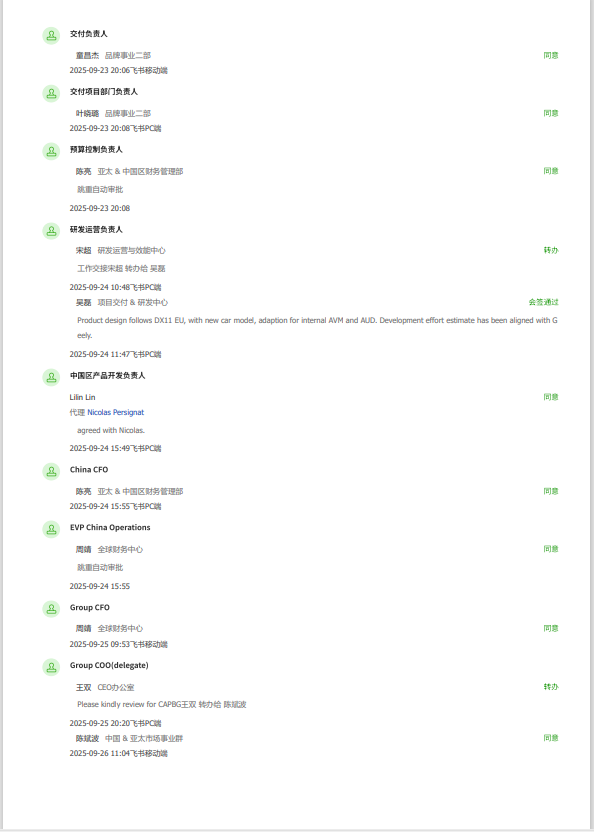 交付负责人
童昌杰 品牌事业二部 同意
2025-09-23 20:06飞书移动端
交付项目部门负责人
叶晓璐 品牌事业二部 同意
2025-09-23 20:08飞书PC端
预算控制负责人
陈亮 亚太 & 中国区财务管理部 同意
跳重自动审批
2025-09-23 20:08
研发运营负责人
宋超 研发运营与效能中心 转办
工作交接宋超 转办给 吴磊
2025-09-24 10:48飞书PC端
吴磊 项目交付 & 研发中心 会签通过
Product design follows DX11 EU, with new car model, adaption for internal AVM and AUD. Development effort estimate has been aligned with G
eely.
2025-09-24 11:47飞书PC端
中国区产品开发负责人
Lilin Lin 同意
代理 Nicolas Persignat
agreed with Nicolas.
2025-09-24 15:49飞书PC端
China CFO
陈亮 亚太 & 中国区财务管理部 同意
2025-09-24 15:55飞书PC端
EVP China Operations
周靖 全球财务中心 同意
跳重自动审批
2025-09-24 15:55
Group CFO
周靖 全球财务中心 同意
2025-09-25 09:53飞书移动端
Group COO(delegate)
王双 CEO办公室 转办
Please kindly review for CAPBG王双 转办给 陈斌波
2025-09-25 20:20飞书PC端
陈斌波 中国 & 亚太市场事业群 同意
2025-09-26 11:04飞书移动端